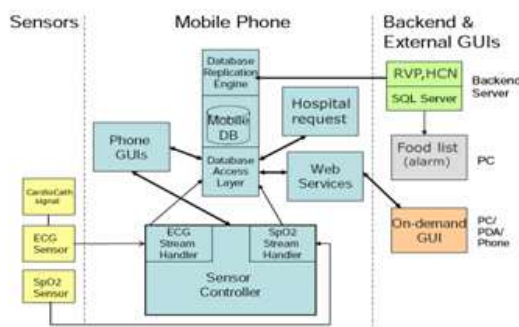 Sensors
Mobile Phone
Backend &
External GUIs
Database
Replication
Engine
RVP,HCN
SQL Server
Backend
Server
Mobile
DB
Hospital
request
Phone
GUIs
Food list
(alarm)
PC
Database
Access
Layer
Web
Services
CardioCath
signal
On-demand
GUI
PC/
PDA/
Phone
ECG
Sensor
ECG
Stream
Handler
SpO2
Stream
Handler
SpO2
Sensor
Sensor
Controller